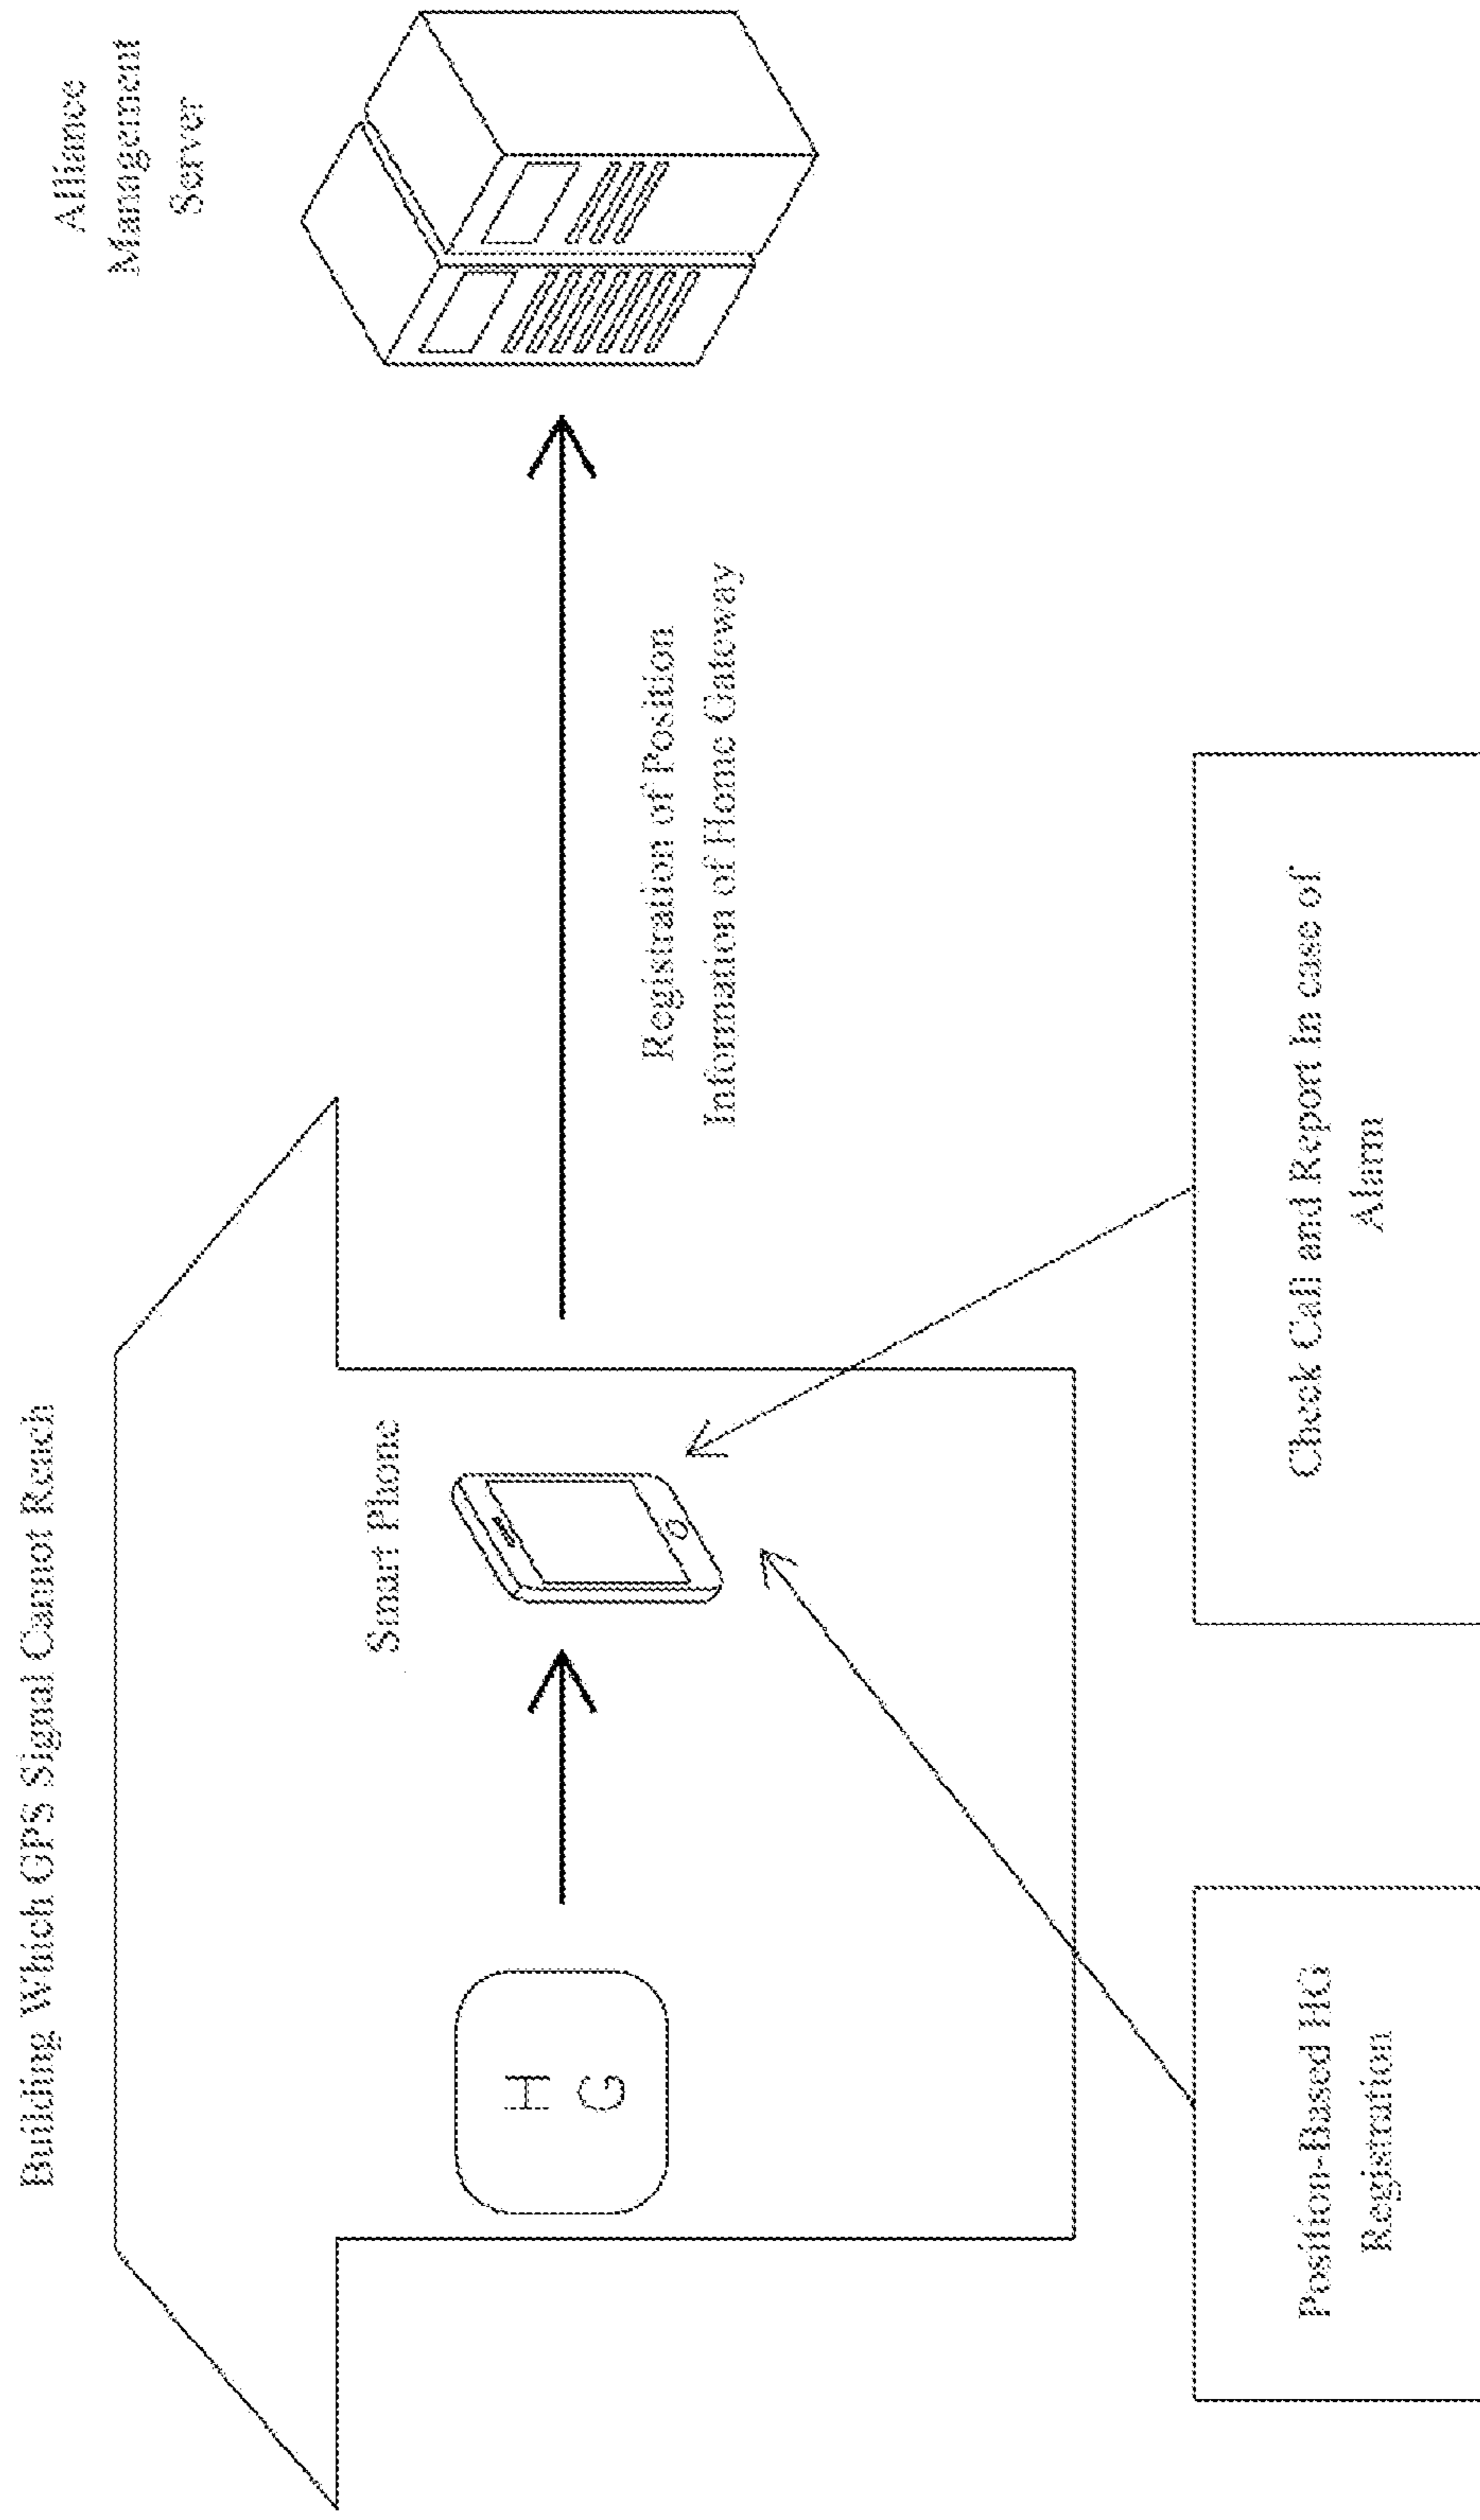 Building Which GPS Signal Cannot Reach
Alliance
Management
Server
Smart Phone
H
G
Registration of Position
Information of Home Gateway
Position-Based HG
Registration
Check Call and Report in case of
Alarm